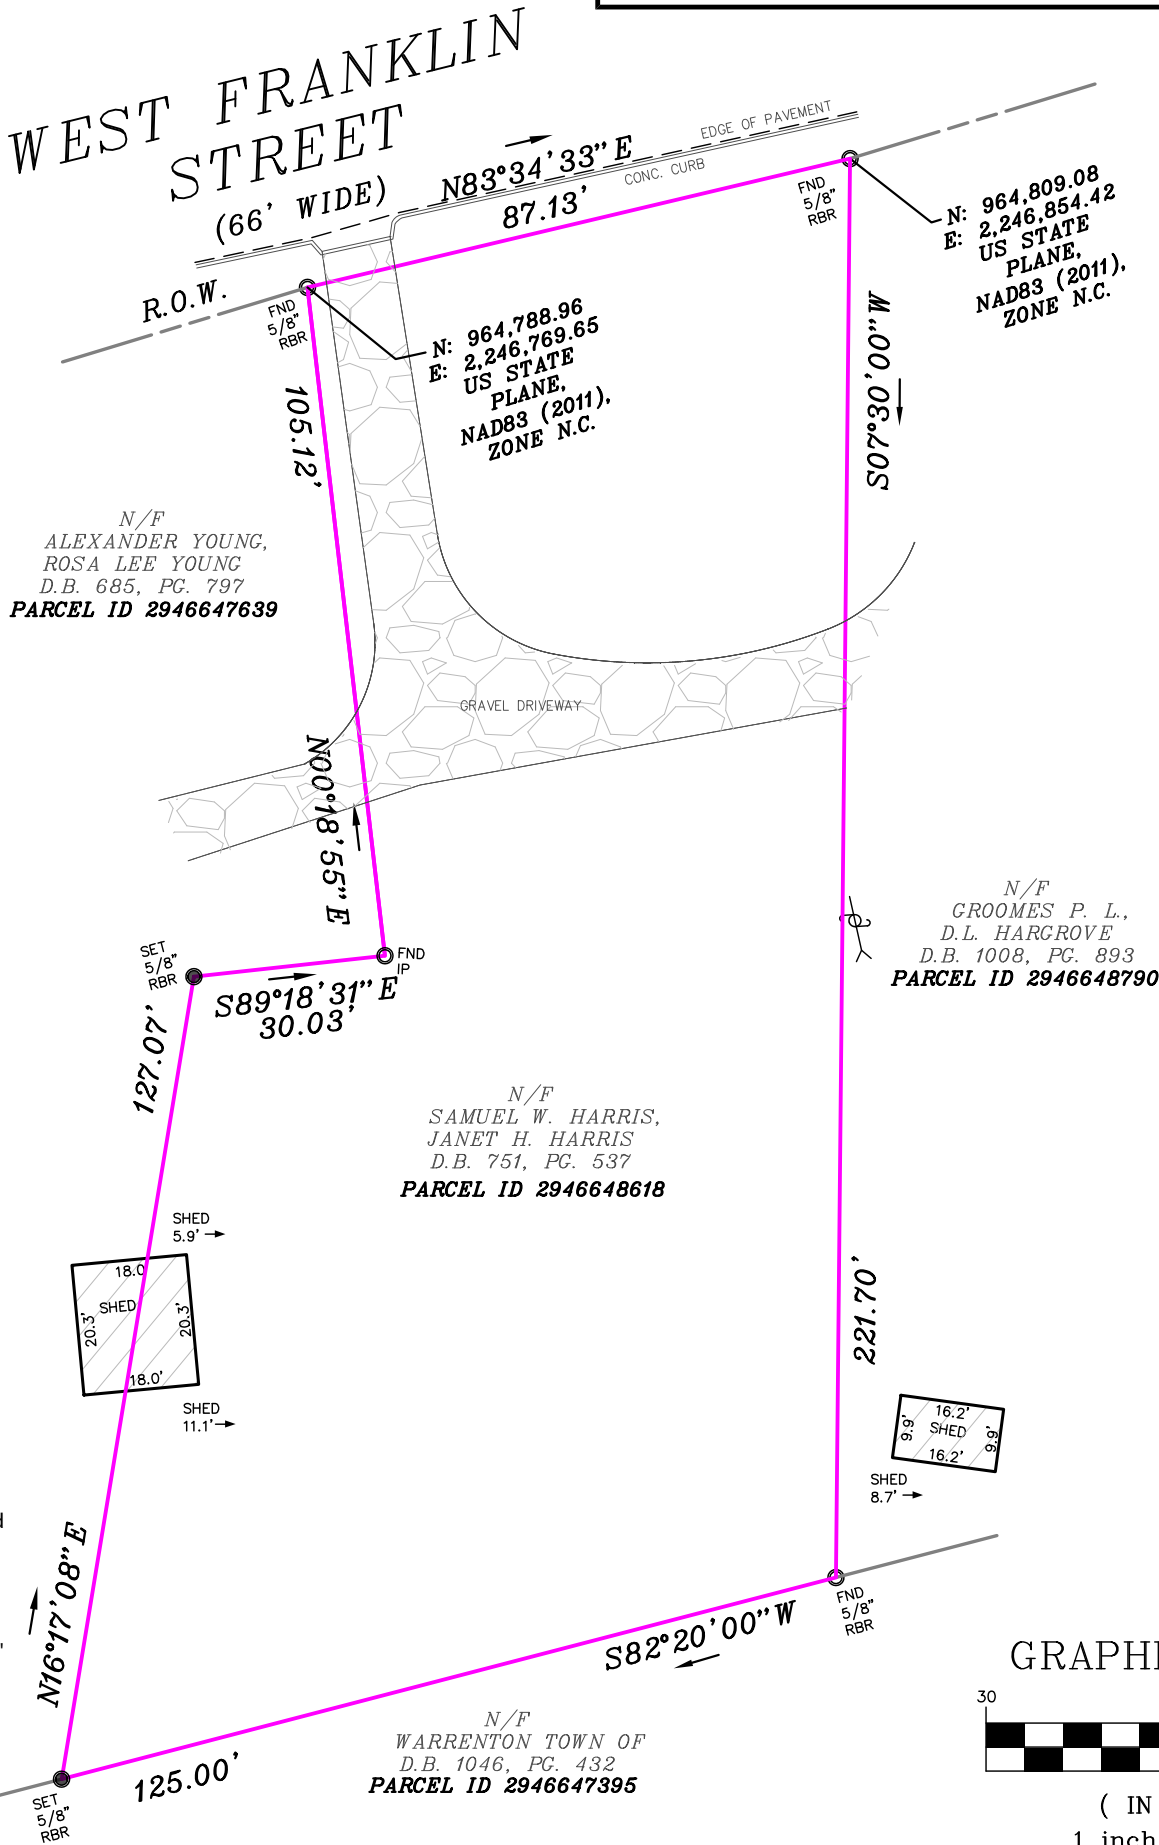 WEST FRANKLIN
STREET
(66' WIDE)
N83°34'33"E
87.13'
EDGE OF PAVEMENT
CONC. CURB
FND
5/8"
RBR
N: 964,809.08
E: 2,246,854.42
US STATE
PLANE,
NAD83 (2011),
ZONE N.C.
R.O.W.
FND
5/8"
RBR
N: 964,788.96
E: 2,246,769.65
US STATE
PLANE,
NAD83 (2011),
ZONE N.C.
105.12'
S07°30'00"W
N/F
ALEXANDER YOUNG,
ROSA LEE YOUNG
D.B. 685, PG. 797
PARCEL ID 2946647639
GRAVEL DRIVEWAY
N00°18'55"E
N/F
GROOMES P. L.,
D.L. HARGROVE
D.B. 1008, PG. 893
PARCEL ID 2946648790
SET
5/8"
RBR
FND
IP
S89°18'31"E
30.03'
127.07'
N/F
SAMUEL W. HARRIS,
JANET H. HARRIS
D.B. 751, PG. 537
PARCEL ID 2946648618
SHED
5.9'
18.0'
SHED
20.3'
20.3'
18.0'
SHED
11.1'
221.70'
16.2'
9.9'
SHED
9.9'
16.2'
SHED
8.7'
d
N16°17'08"E
"
FND
5/8"
RBR
S82°20'00"W
GRAPHI
30
N/F
WARRENTON TOWN OF
D.B. 1046, PG. 432
PARCEL ID 2946647395
125.00'
SET
5/8"
RBR
( IN
1 inch